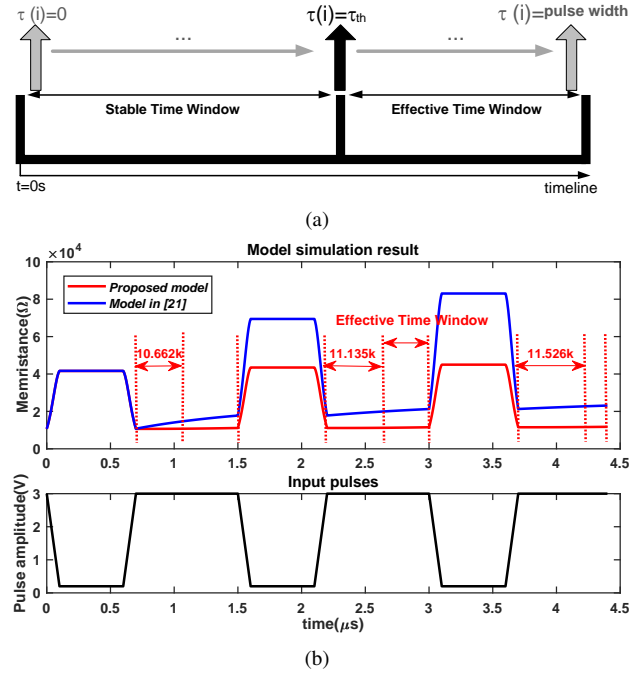 τ (i)=0
τ(i)=τth
τ (i)=pulse width
...
...
Stable Time Window
Effective Time Window
t=0s
timeline
(a)
Model simulation result
×10⁴
Memristance(Ω)
10
8
6
4
2
0
Proposed model
Model in [21]
Effective Time Window
10.662k
11.135k
11.526k
0 0.5 1 1.5 2 2.5 3 3.5 4 4.5
Input pulses
Pulse amplitude(V)
3
2
1
0
0 0.5 1 1.5 2 2.5 3 3.5 4 4.5
time(μs)
(b)